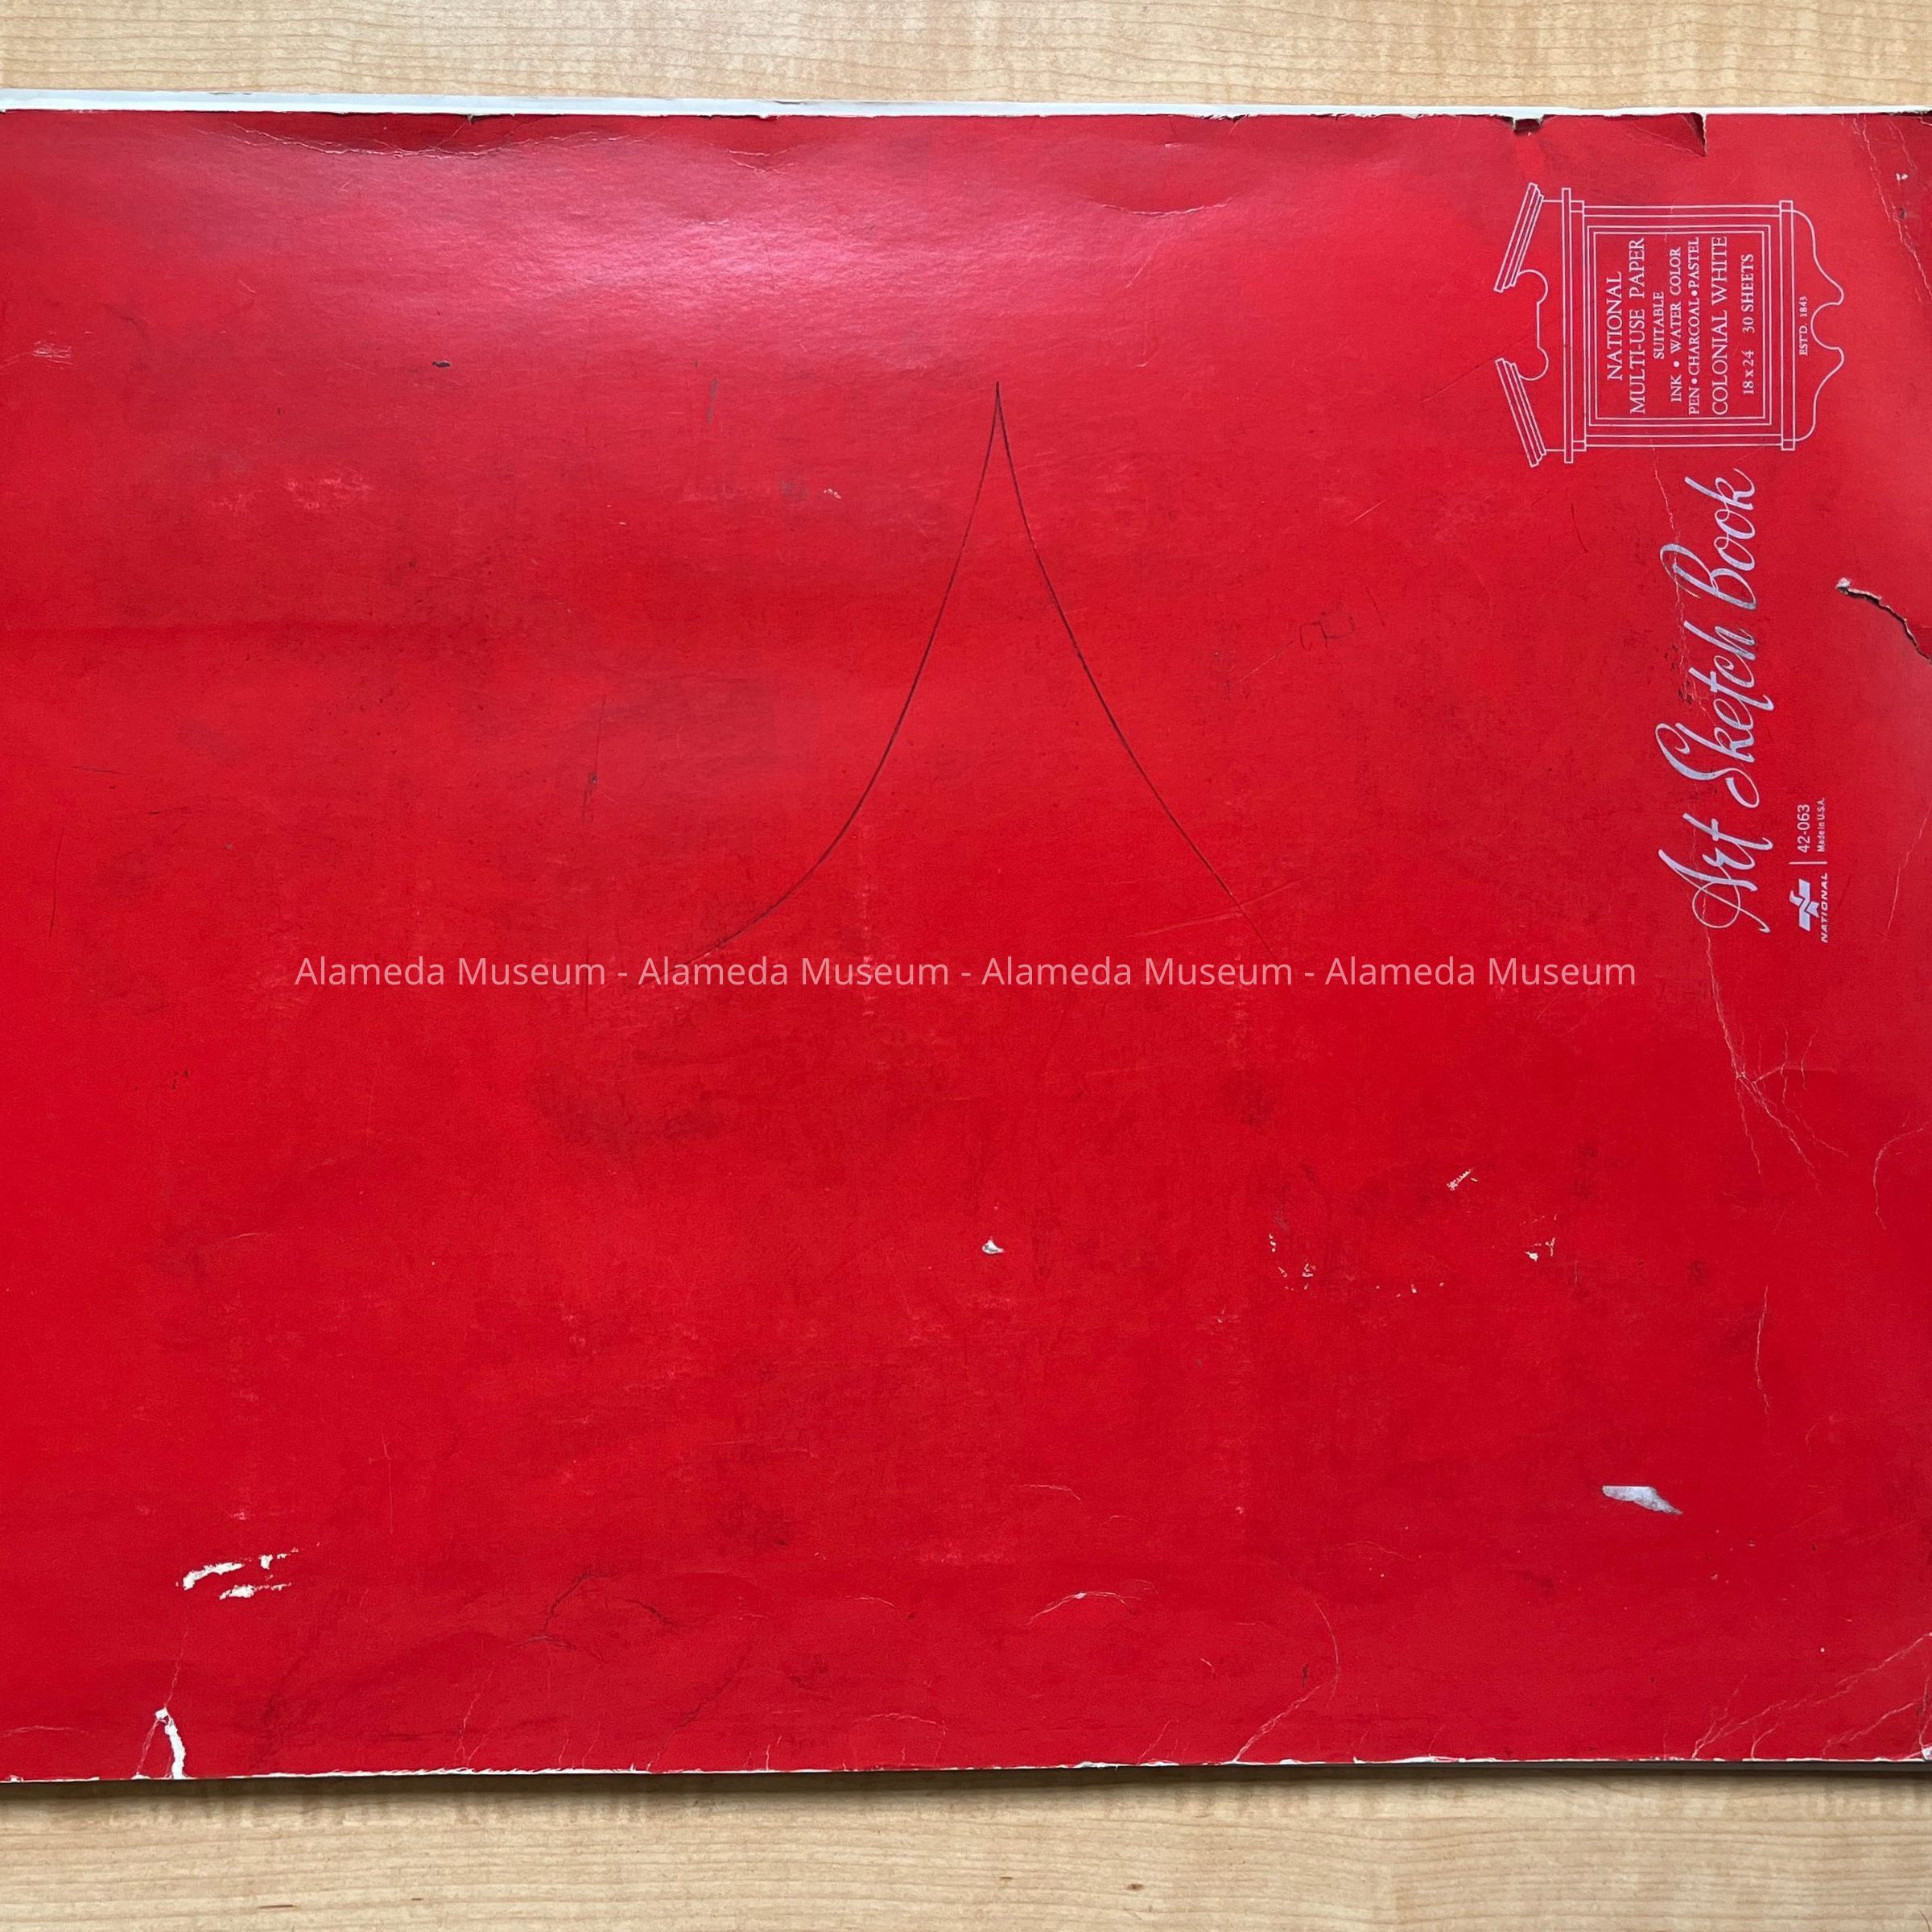 NATIONAL
MULTI-USE PAPER
SUITABLE
INK • WATER COLOR
PEN • CHARCOAL • PASTEL
COLONIAL WHITE
18 x 24 30 SHEETS
ESTD. 1843
Art Sketch Book
NATIONAL
42-063
Made in U.S.A.
Alameda Museum - Alameda Museum - Alameda Museum - Alameda Museum